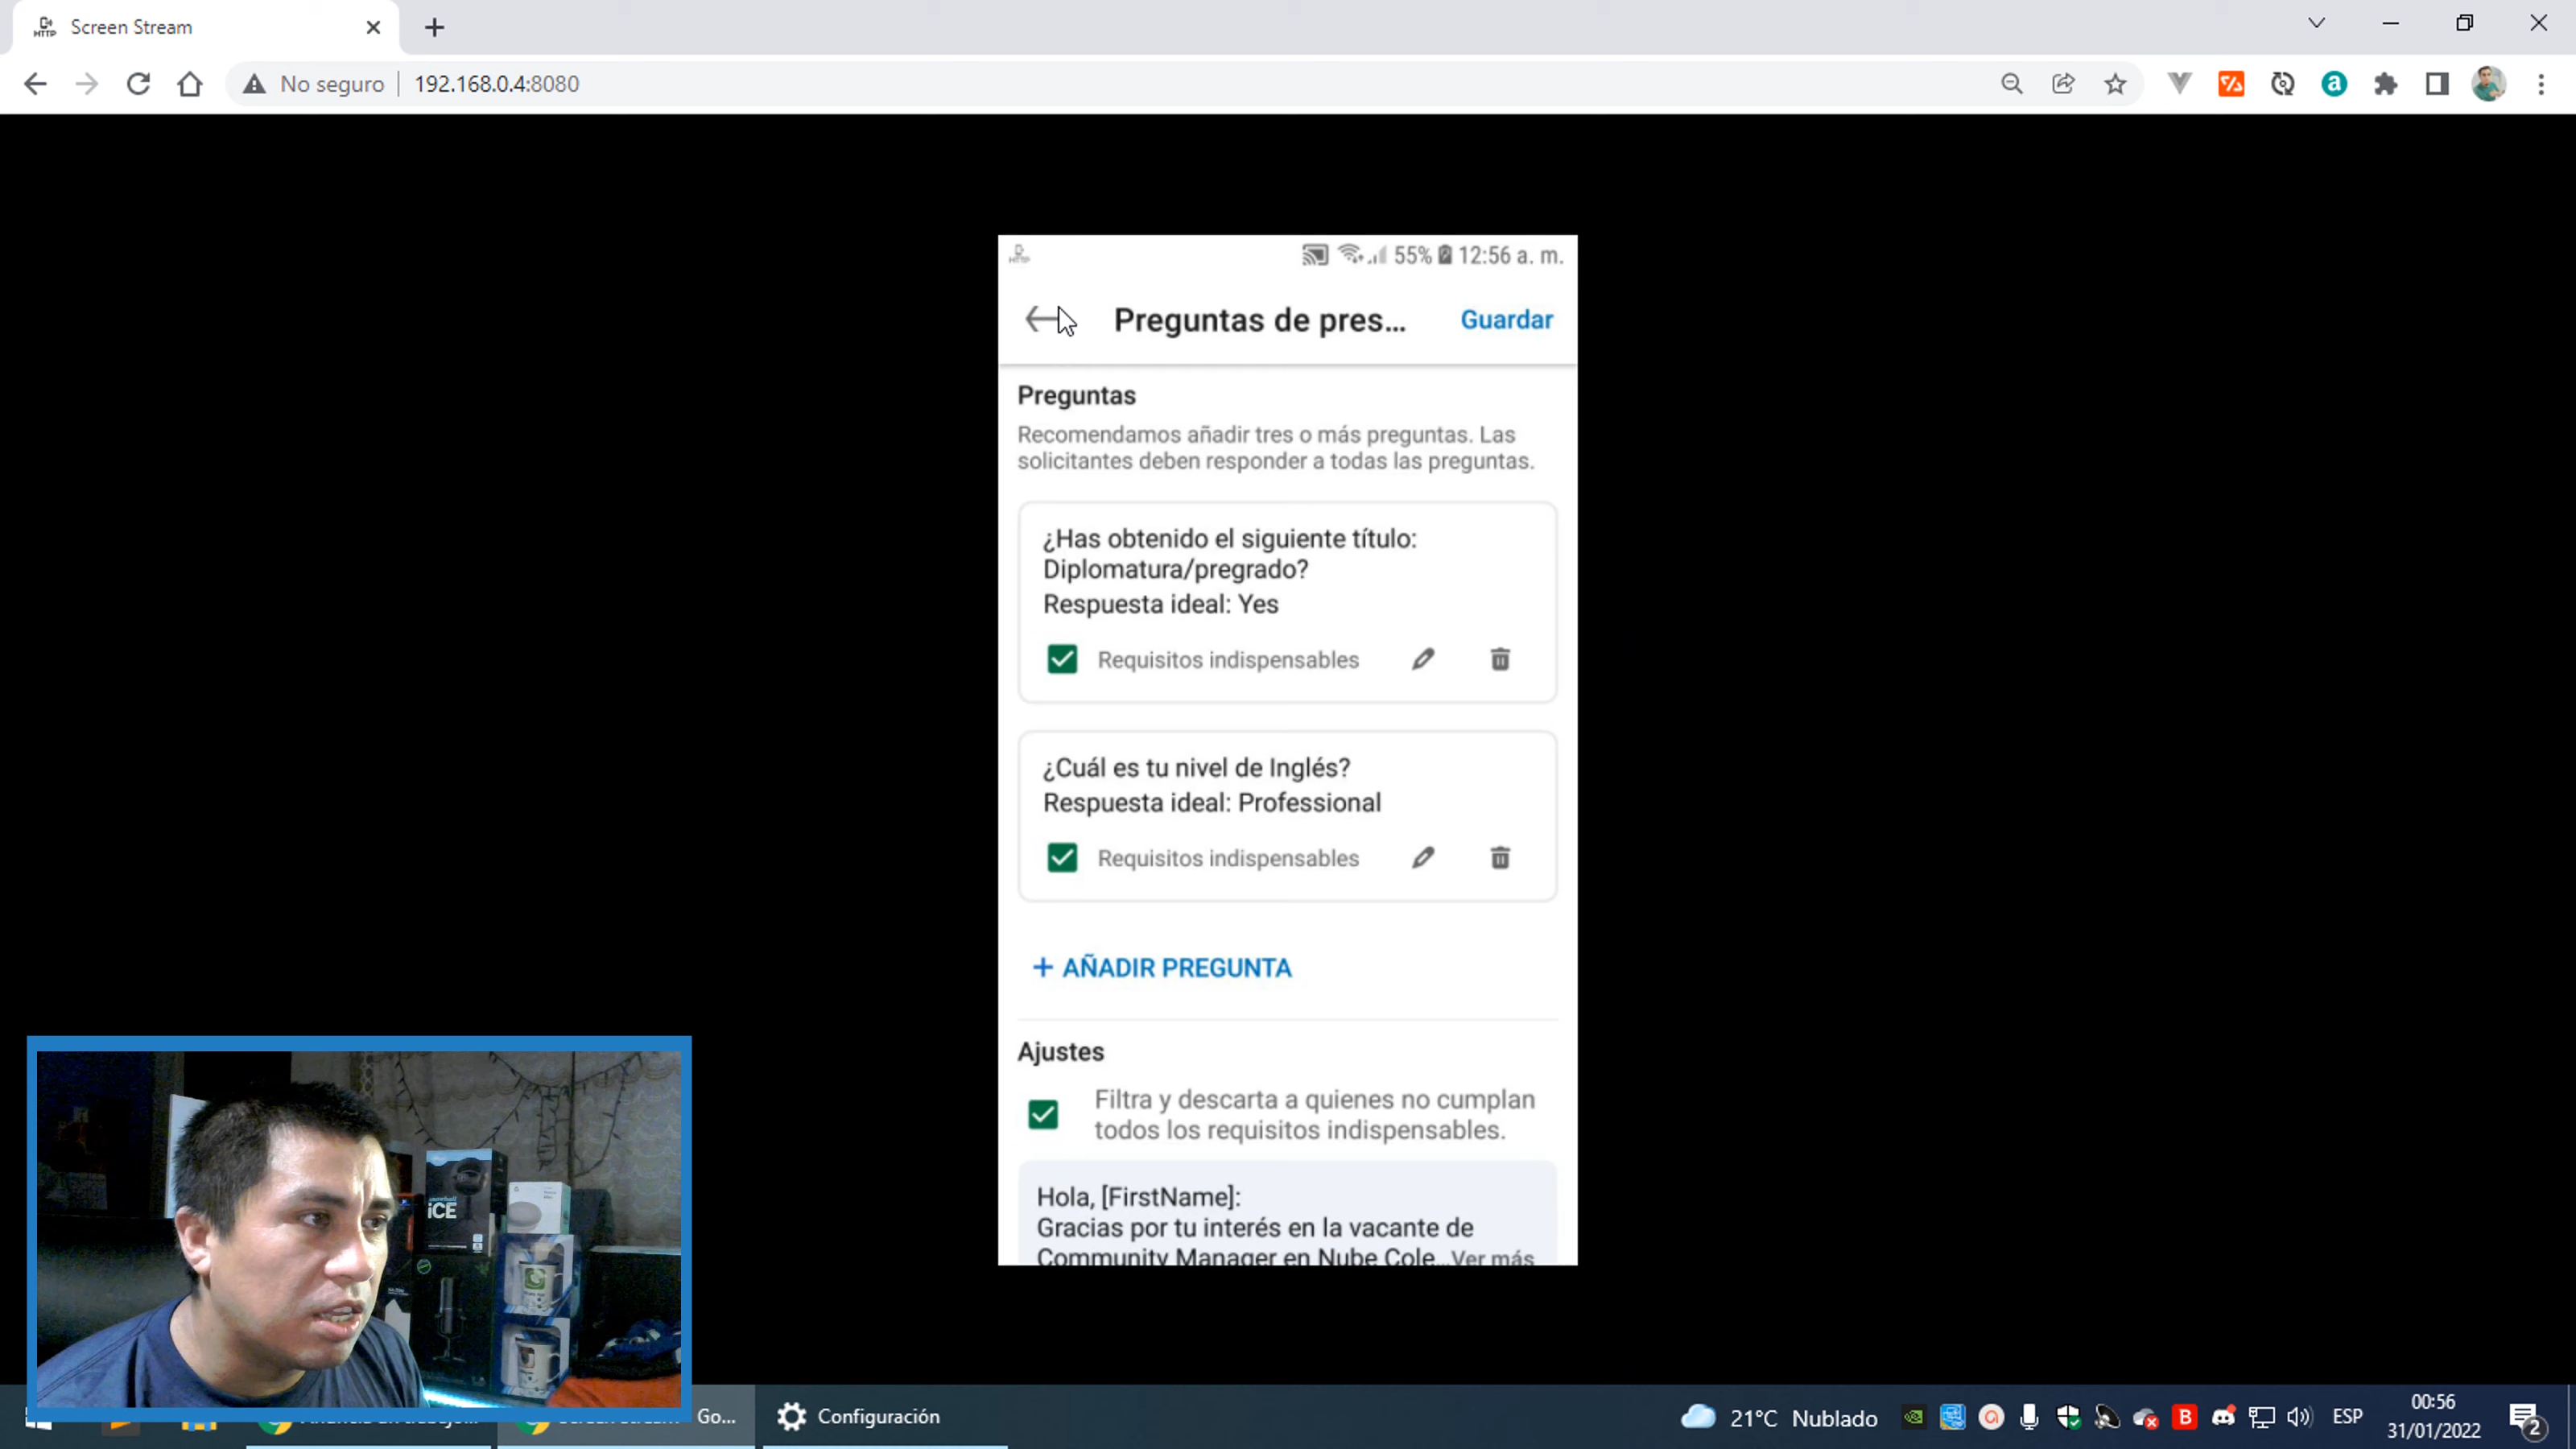 Screen Stream
No seguro
192.168.0.4:8080
HTTP
55%
12:56 a. m.
Preguntas de pres...
Guardar
Preguntas
Recomendamos añadir tres o más preguntas. Las
solicitantes deben responder a todas las preguntas.
¿Has obtenido el siguiente título:
Diplomatura/pregrado?
Respuesta ideal: Yes
Requisitos indispensables
¿Cuál es tu nivel de Inglés?
Respuesta ideal: Professional
Requisitos indispensables
+ AÑADIR PREGUNTA
Ajustes
Filtra y descarta a quienes no cumplan
todos los requisitos indispensables.
Hola, [FirstName]:
Gracias por tu interés en la vacante de
Community Manager en Nube Cole... Ver más
iCE
Go...
Configuración
21°C Nublado
ESP
00:56
31/01/2022
2